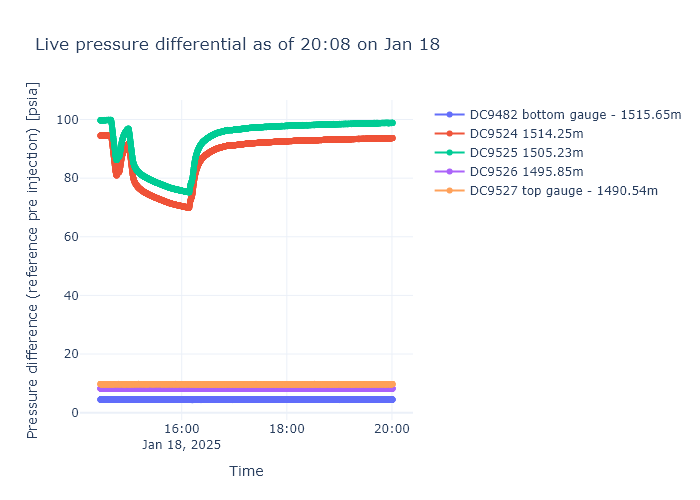 Live pressure differential as of 20:08 on Jan 18
Pressure difference (reference pre injection) [psia]
100
80
60
40
20
0
16:00
Jan 18, 2025
18:00
20:00
Time
DC9482 bottom gauge - 1515.65m
DC9524 1514.25m
DC9525 1505.23m
DC9526 1495.85m
DC9527 top gauge - 1490.54m